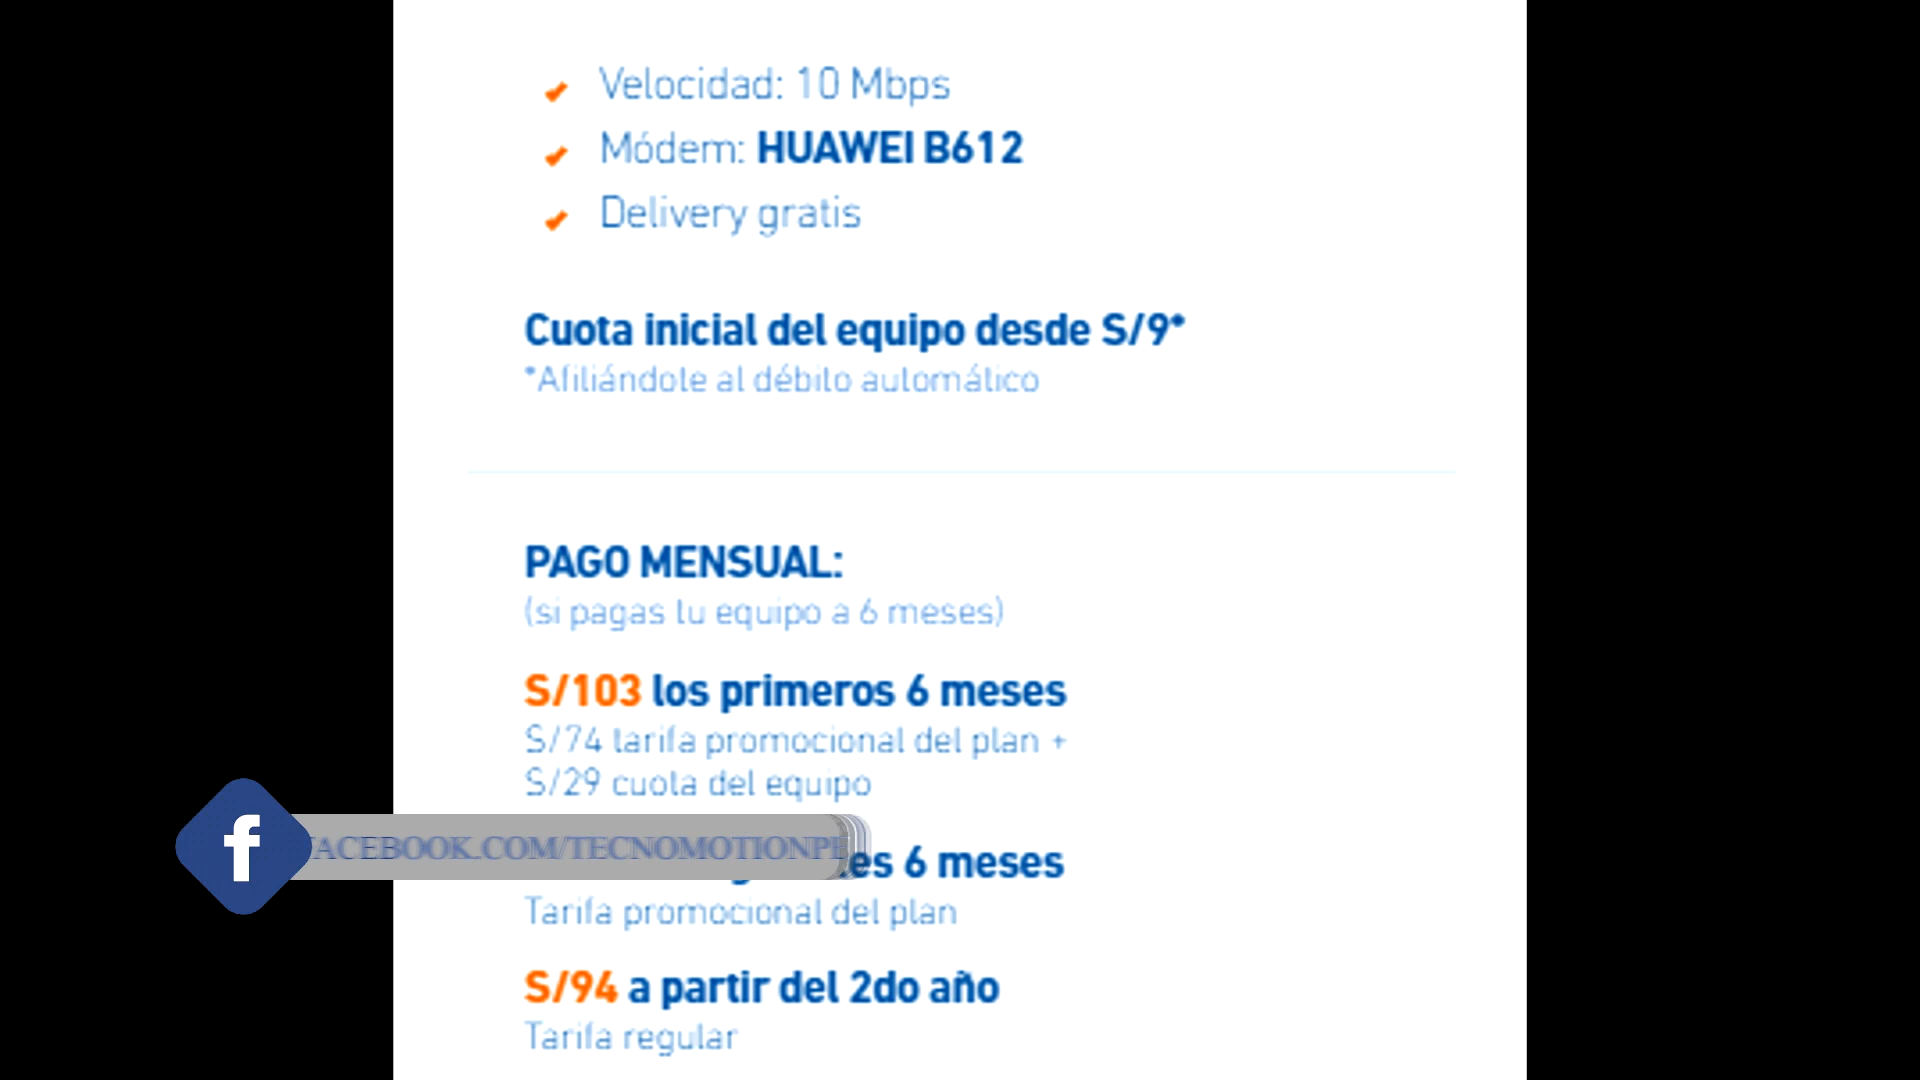 Velocidad: 10 Mbps
Módem: HUAWEI B612
Delivery gratis
Cuota inicial del equipo desde S/9*
*Afiliándote al débito automático
PAGO MENSUAL:
(si pagas tu equipo a 6 meses)
S/103 los primeros 6 meses
S/74 tarifa promocional del plan +
S/29 cuota del equipo
f
ACEBOOK.COM/TECNOMOTIONPE
es 6 meses
Tarifa promocional del plan
S/94 a partir del 2do año
Tarifa regular